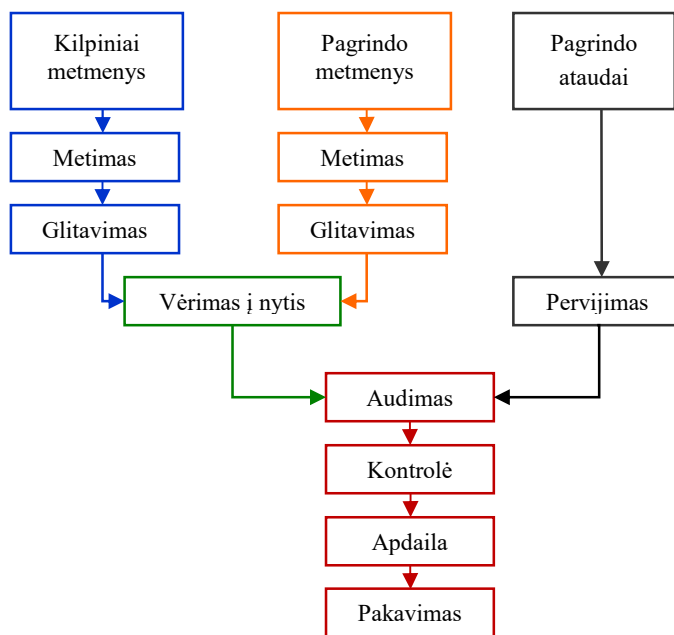 Kilpiniai
metmenys
Pagrindo
metmenys
Pagrindo
ataudai
Metimas
Metimas
Glitavimas
Glitavimas
Vėrimas į nytis
Pervijimas
Audimas
Kontrolė
Apdaila
Pakavimas